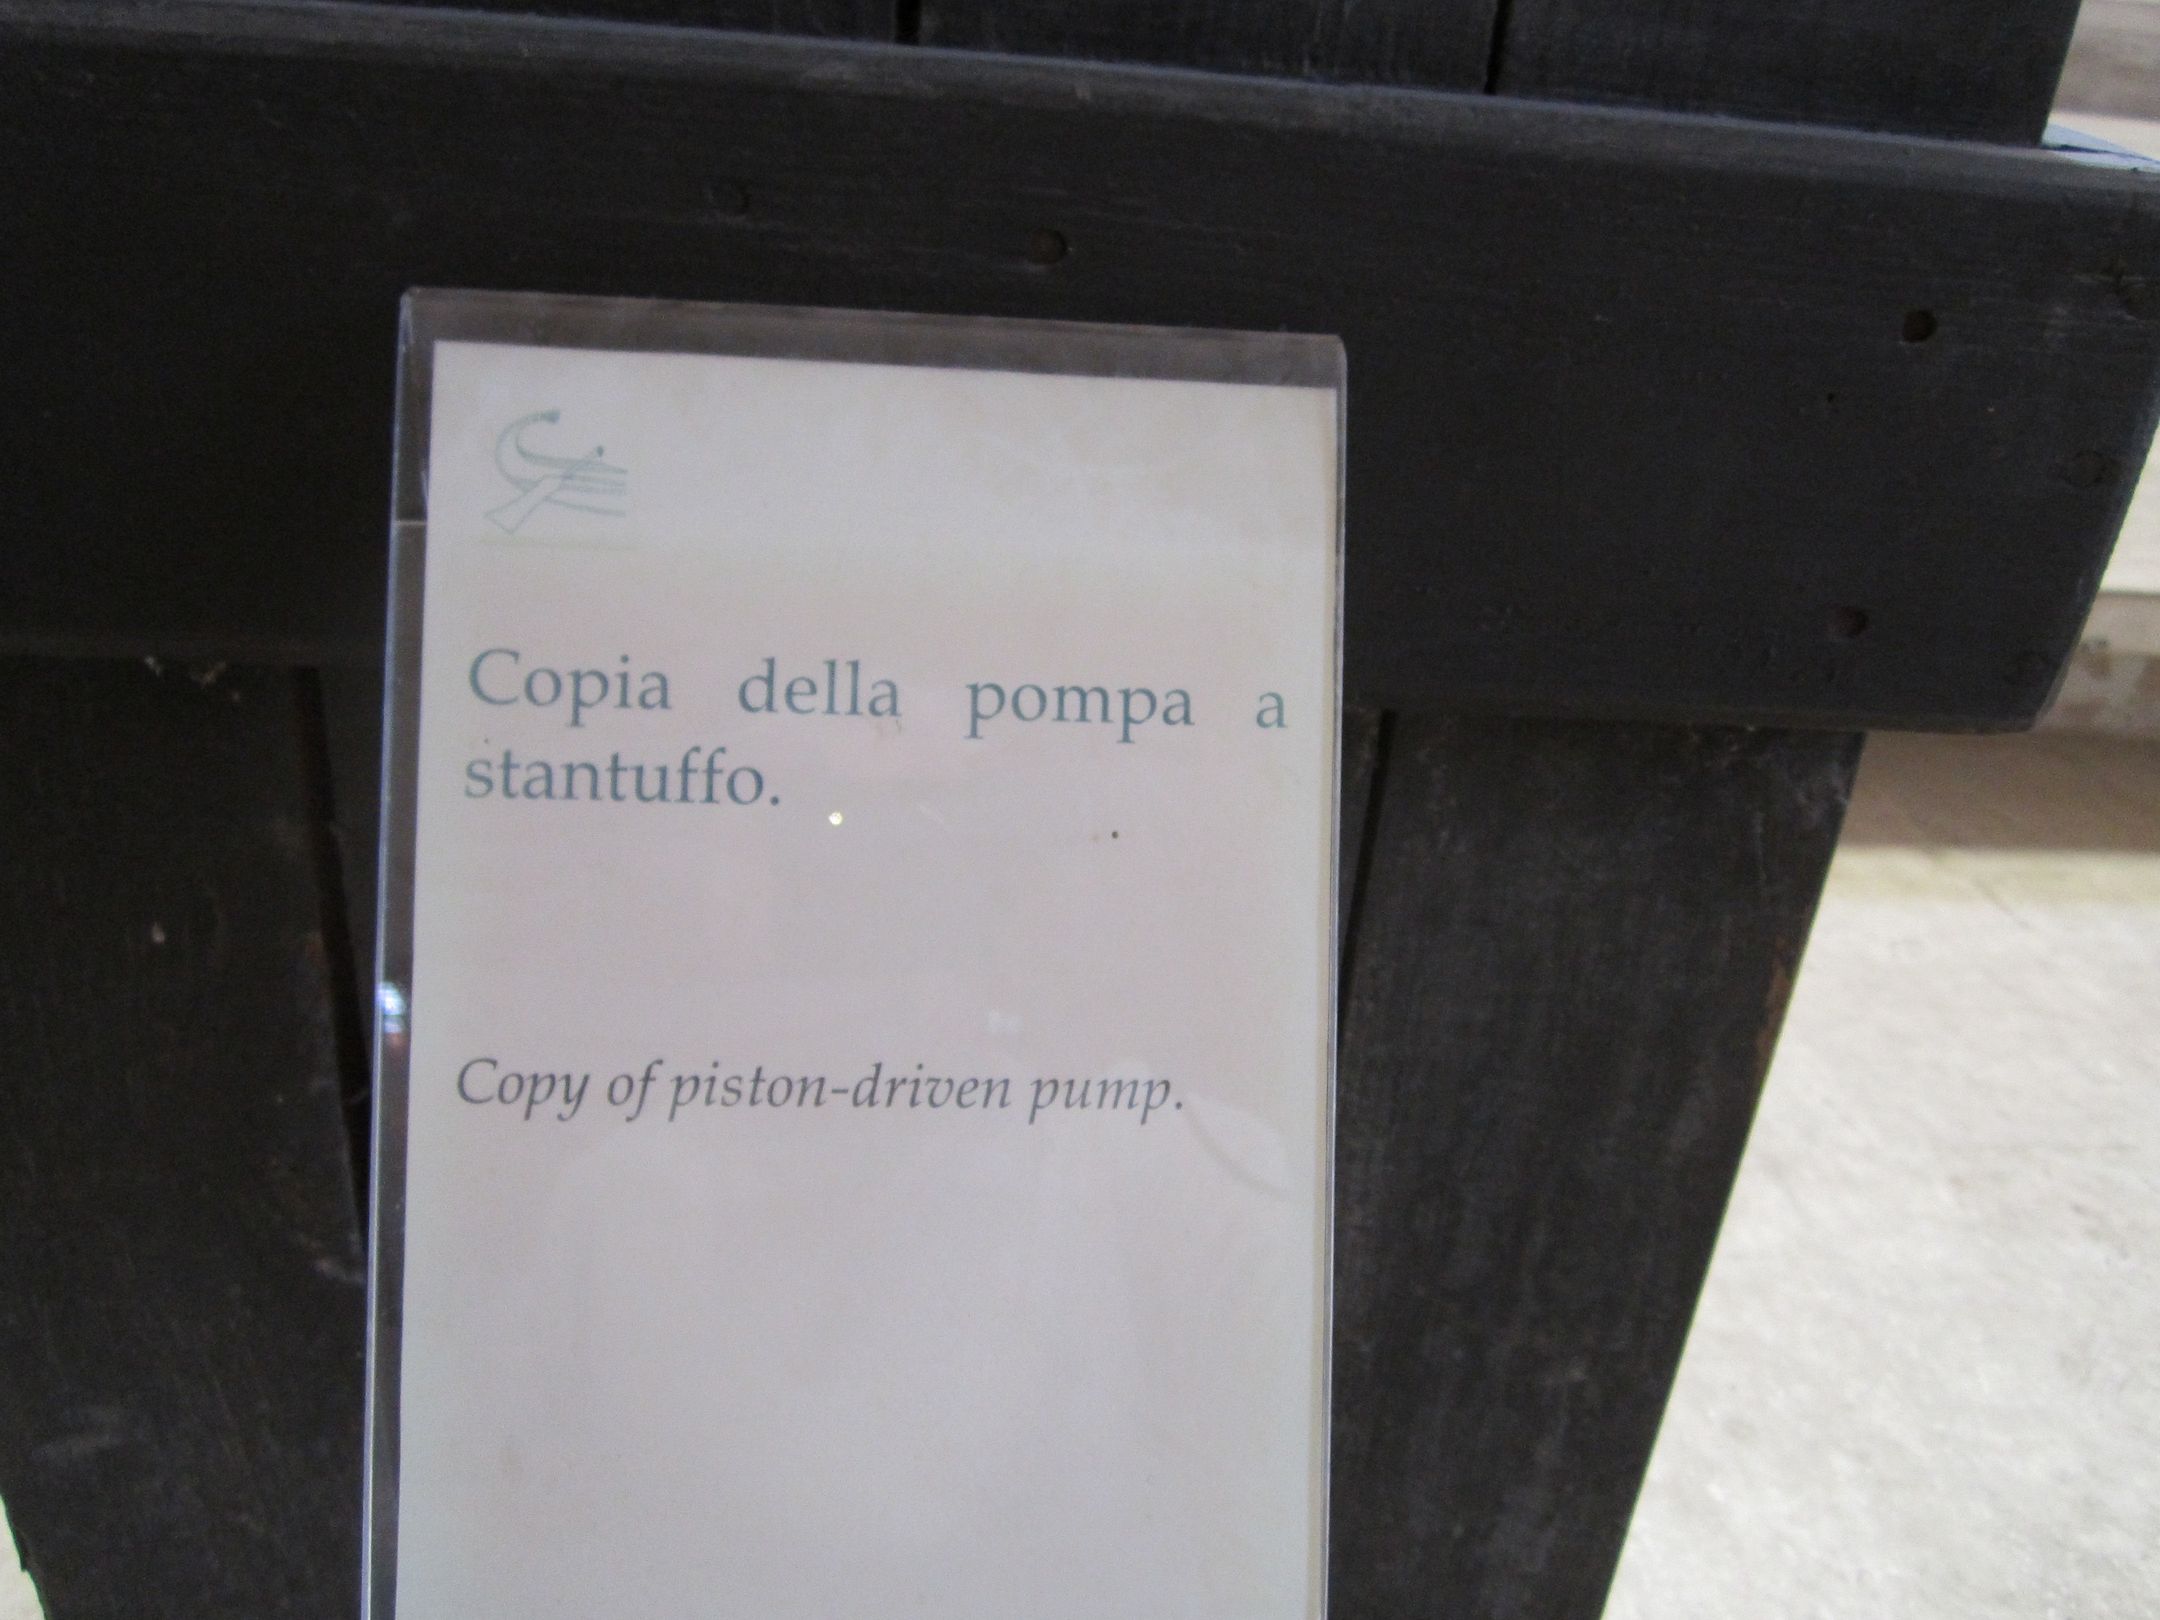 Copia della pompa a
stantuffo.
Copy of piston-driven pump.